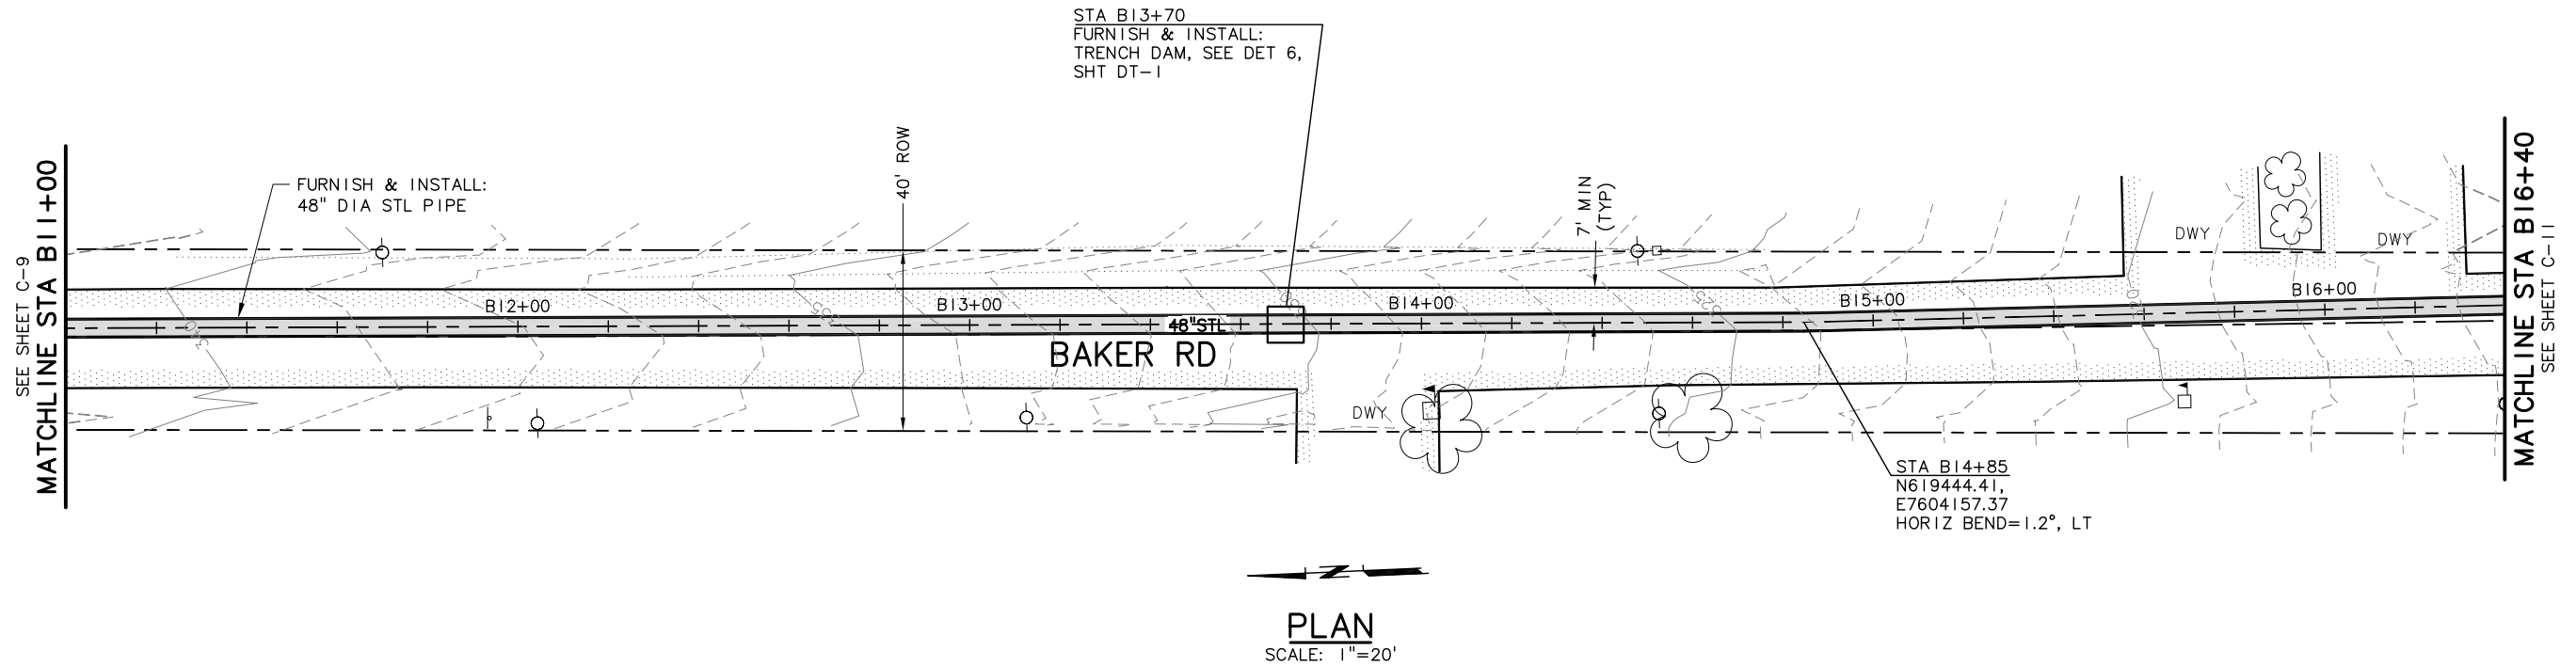 STA B13+70
FURNISH & INSTALL:
TRENCH DAM, SEE DET 6,
SHT DT-1
MATCHLINE STA B11+00
SEE SHEET C-9
FURNISH & INSTALL:
48" DIA STL PIPE
40' ROW
7' MIN
(TYP)
DWY
DWY
MATCHLINE STA B16+40
SEE SHEET C-11
B12+00
B13+00
B14+00
B15+00
B16+00
540
535
525
48"STL
BAKER RD
DWY
STA B14+85
N619444.41,
E7604157.37
HORIZ BEND=1.2°, LT
N
PLAN
SCALE: 1"=20'